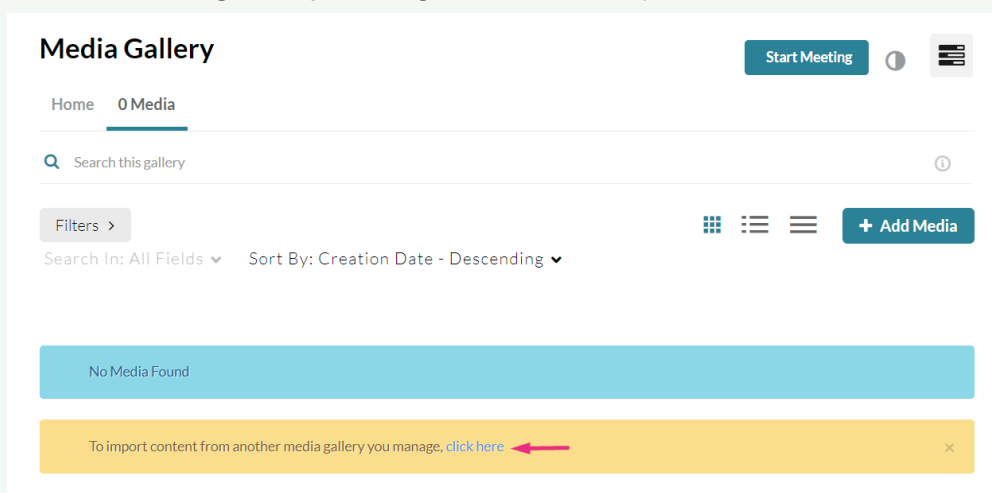 Media Gallery
Start Meeting
Home 0 Media
Search this gallery
Filters >
+ Add Media
Search In: All Fields Sort By: Creation Date - Descending
No Media Found
To import content from another media gallery you manage, click here